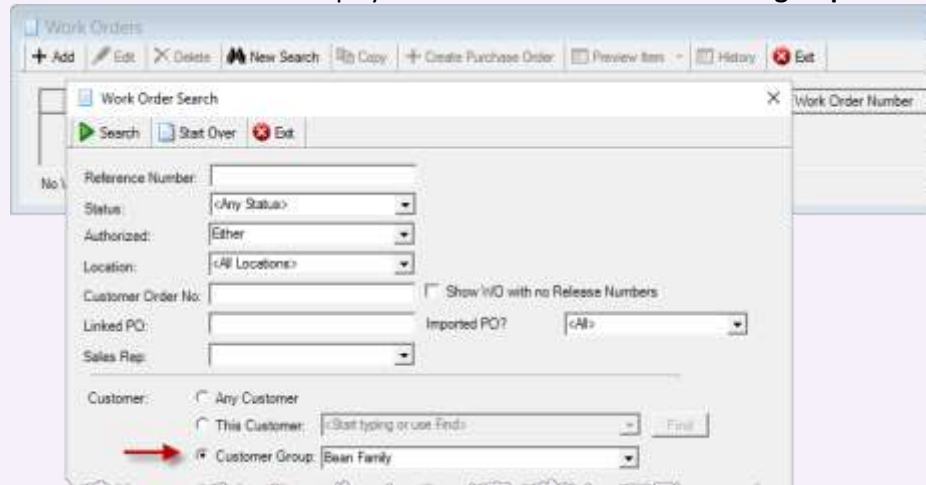 Work Orders
+ Add Edit Delete New Search Copy + Create Purchase Order Preview Item History Exit
Work Order Search
Work Order Number
Search Start Over Exit
No
Reference Number:
Status: <Any Status>
Authorized: Either
Location: <All Locations>
Customer Order No: Show WO with no Release Numbers
Linked PO: Imported PO? <All>
Sales Rep:
Customer: Any Customer
This Customer: <Start typing or use Find> Find
Customer Group: Bean Family